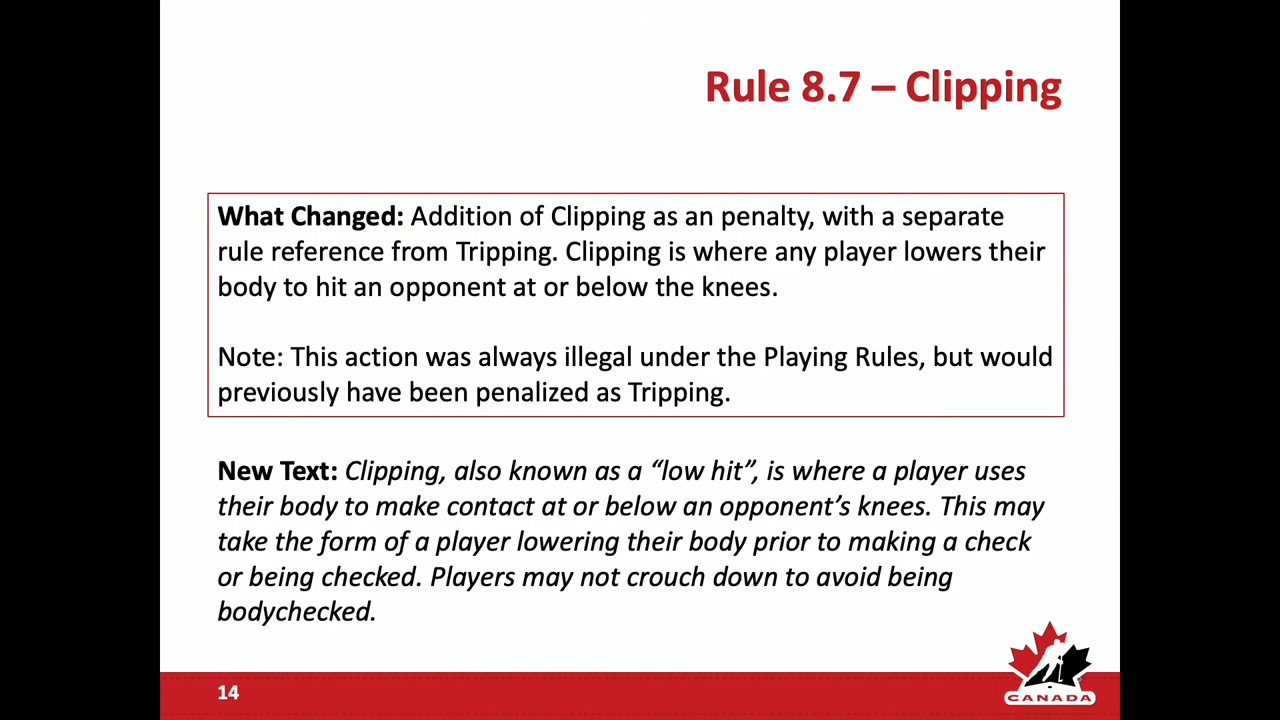 Rule 8.7 – Clipping
What Changed: Addition of Clipping as an penalty, with a separate
rule reference from Tripping. Clipping is where any player lowers their
body to hit an opponent at or below the knees.
Note: This action was always illegal under the Playing Rules, but would
previously have been penalized as Tripping.
New Text: Clipping, also known as a “low hit”, is where a player uses
their body to make contact at or below an opponent’s knees. This may
take the form of a player lowering their body prior to making a check
or being checked. Players may not crouch down to avoid being
bodychecked.
14
CANADA